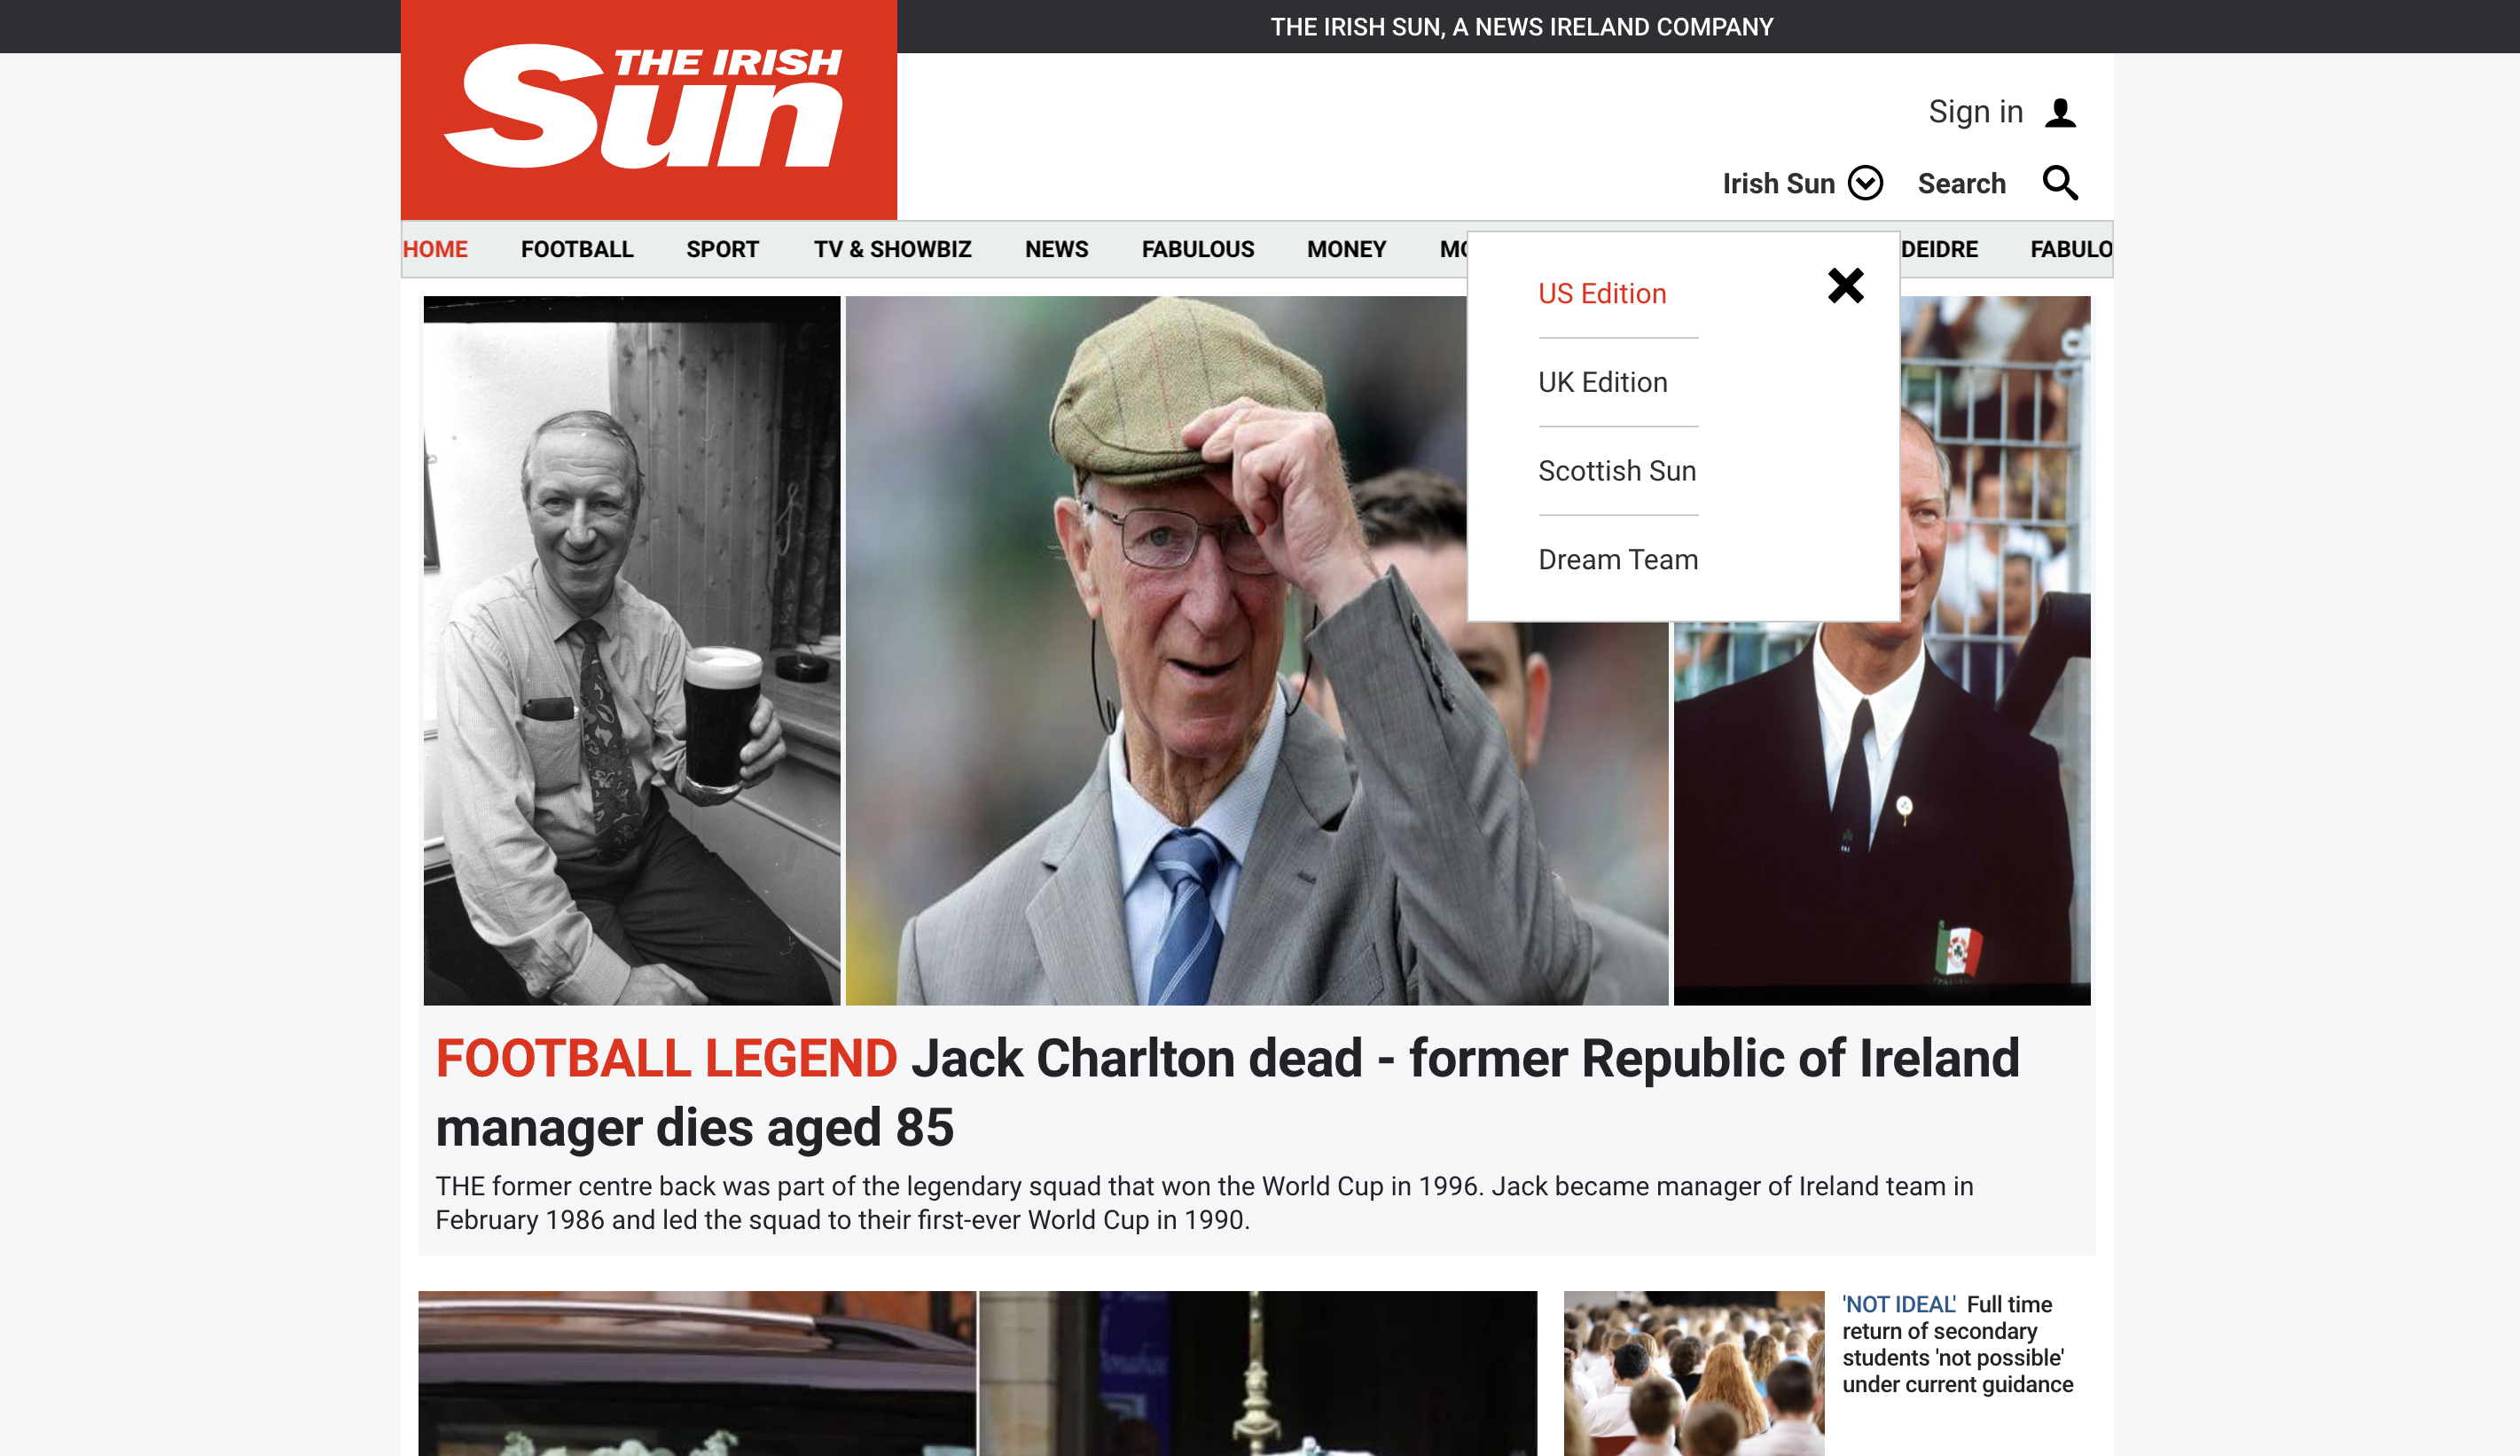 THE IRISH SUN, A NEWS IRELAND COMPANY
THE IRISH
Sun
Sign in
Irish Sun
Search
HOME FOOTBALL SPORT TV & SHOWBIZ NEWS FABULOUS MONEY MO DEIDRE FABULO
US Edition
UK Edition
Scottish Sun
Dream Team
FOOTBALL LEGEND Jack Charlton dead - former Republic of Ireland
manager dies aged 85
THE former centre back was part of the legendary squad that won the World Cup in 1996. Jack became manager of Ireland team in
February 1986 and led the squad to their first-ever World Cup in 1990.
'NOT IDEAL' Full time
return of secondary
students 'not possible'
under current guidance